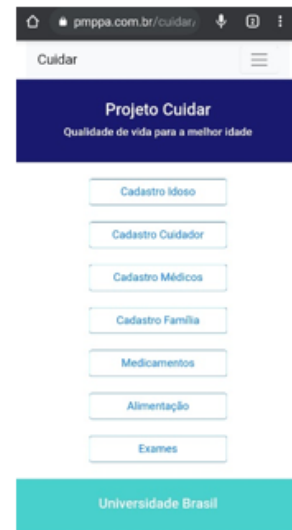 pmppa.com.br/cuidar/
2
Cuidar
Projeto Cuidar
Qualidade de vida para a melhor idade
Cadastro Idoso
Cadastro Cuidador
Cadastro Médicos
Cadastro Família
Medicamentos
Alimentação
Exames
Universidade Brasil